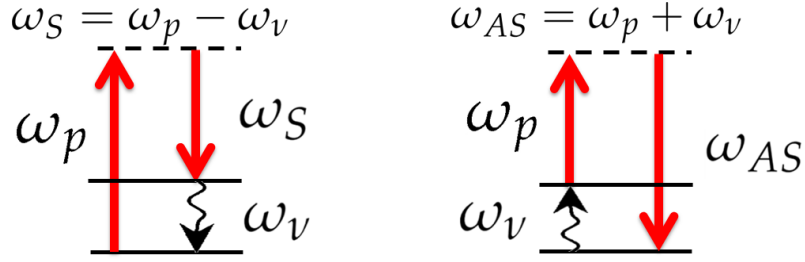 ω_S = ω_p − ω_ν
ω_p
ω_S
ω_ν
ω_AS = ω_p + ω_ν
ω_p
ω_AS
ω_ν